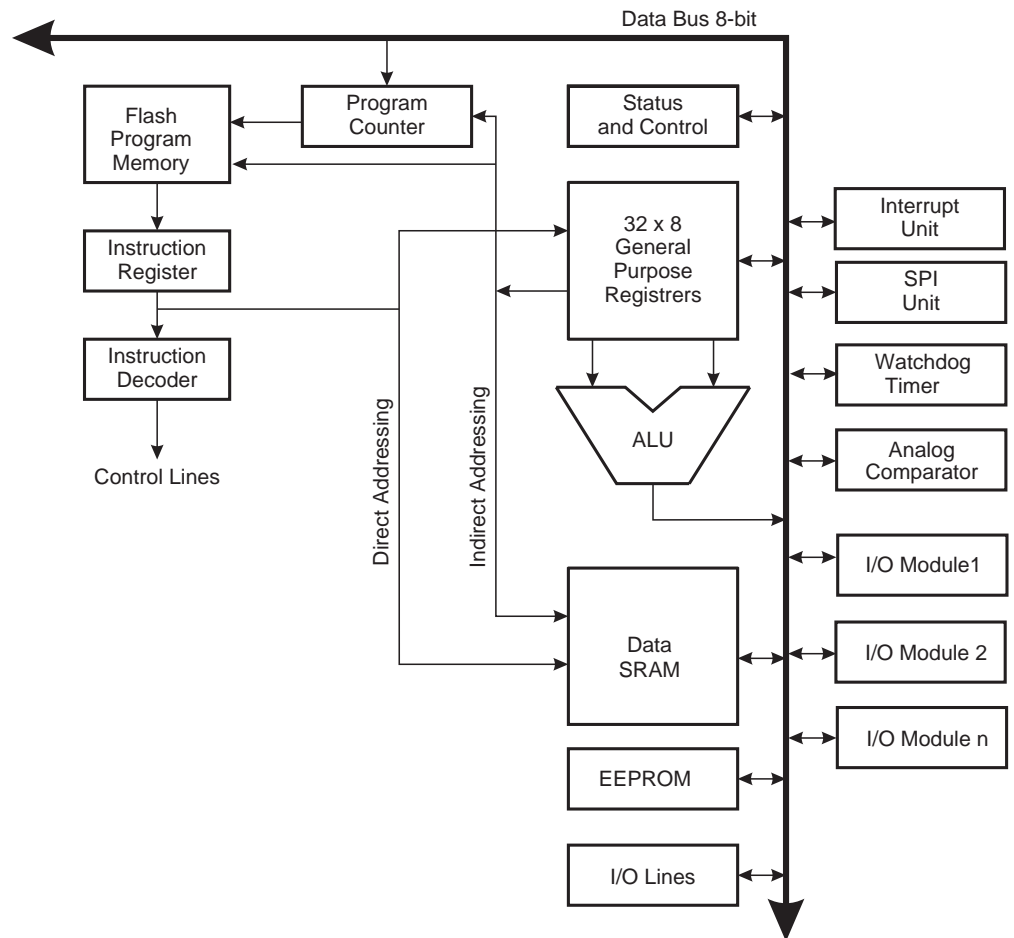 Data Bus 8-bit
Flash
Program
Memory
Program
Counter
Status
and Control
Instruction
Register
32 x 8
General
Purpose
Registrers
Interrupt
Unit
SPI
Unit
Instruction
Decoder
Watchdog
Timer
Control Lines
Direct Addressing
Indirect Addressing
ALU
Analog
Comparator
I/O Module1
Data
SRAM
I/O Module 2
I/O Module n
EEPROM
I/O Lines